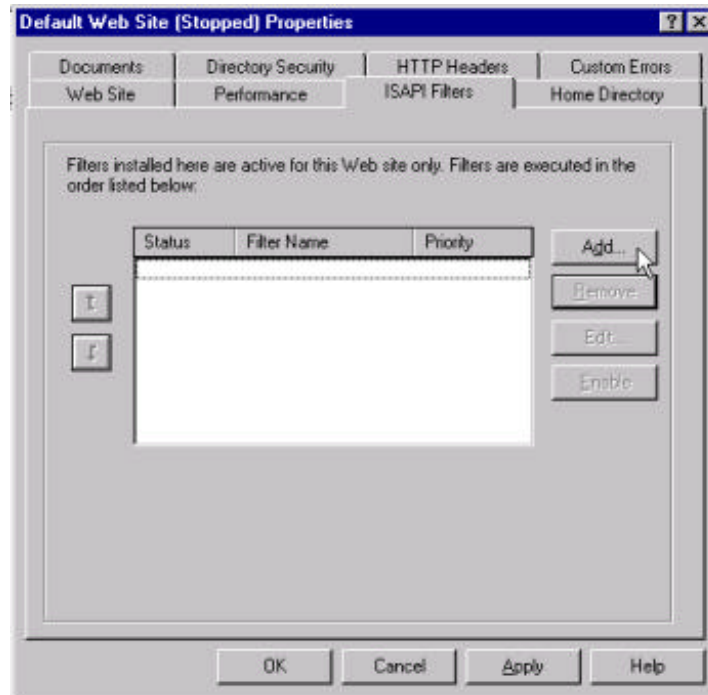 Default Web Site (Stopped) Properties
Documents Directory Security HTTP Headers Custom Errors
Web Site Performance ISAPI Filters Home Directory
Filters installed here are active for this Web site only. Filters are executed in the
order listed below:
Status Filter Name Priority
Add...
Remove
Edit...
Enable
OK Cancel Apply Help